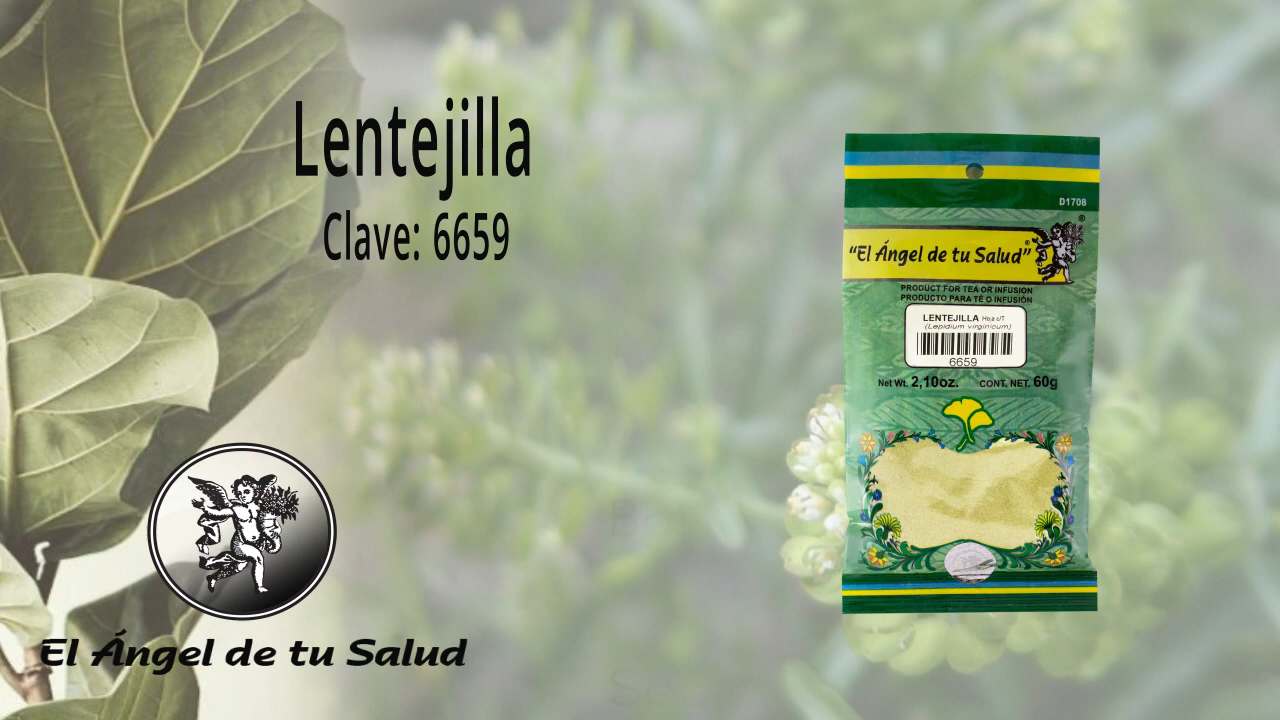 Lentejilla
Clave: 6659
D1708
®
"El Ángel de tu Salud"®
PRODUCT FOR TEA OR INFUSION
PRODUCTO PARA TÉ O INFUSIÓN
LENTEJILLA Hoja c/T
(Lepidium virginicum)
6659
Net Wt. 2,10oz. CONT. NET. 60g
El Ángel de tu Salud